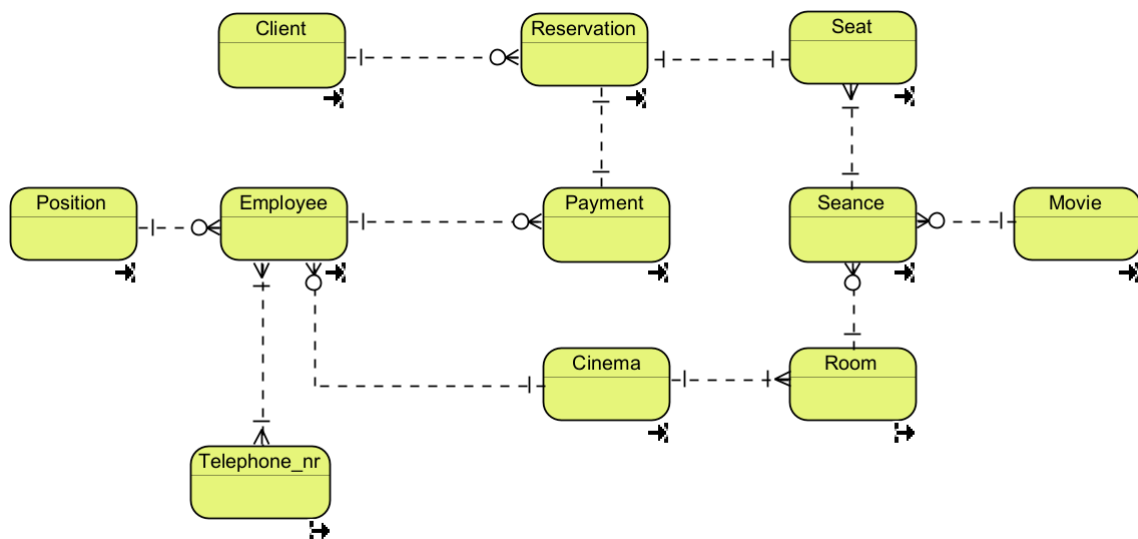 Client
Reservation
Seat
Position
Employee
Payment
Seance
Movie
Cinema
Room
Telephone_nr